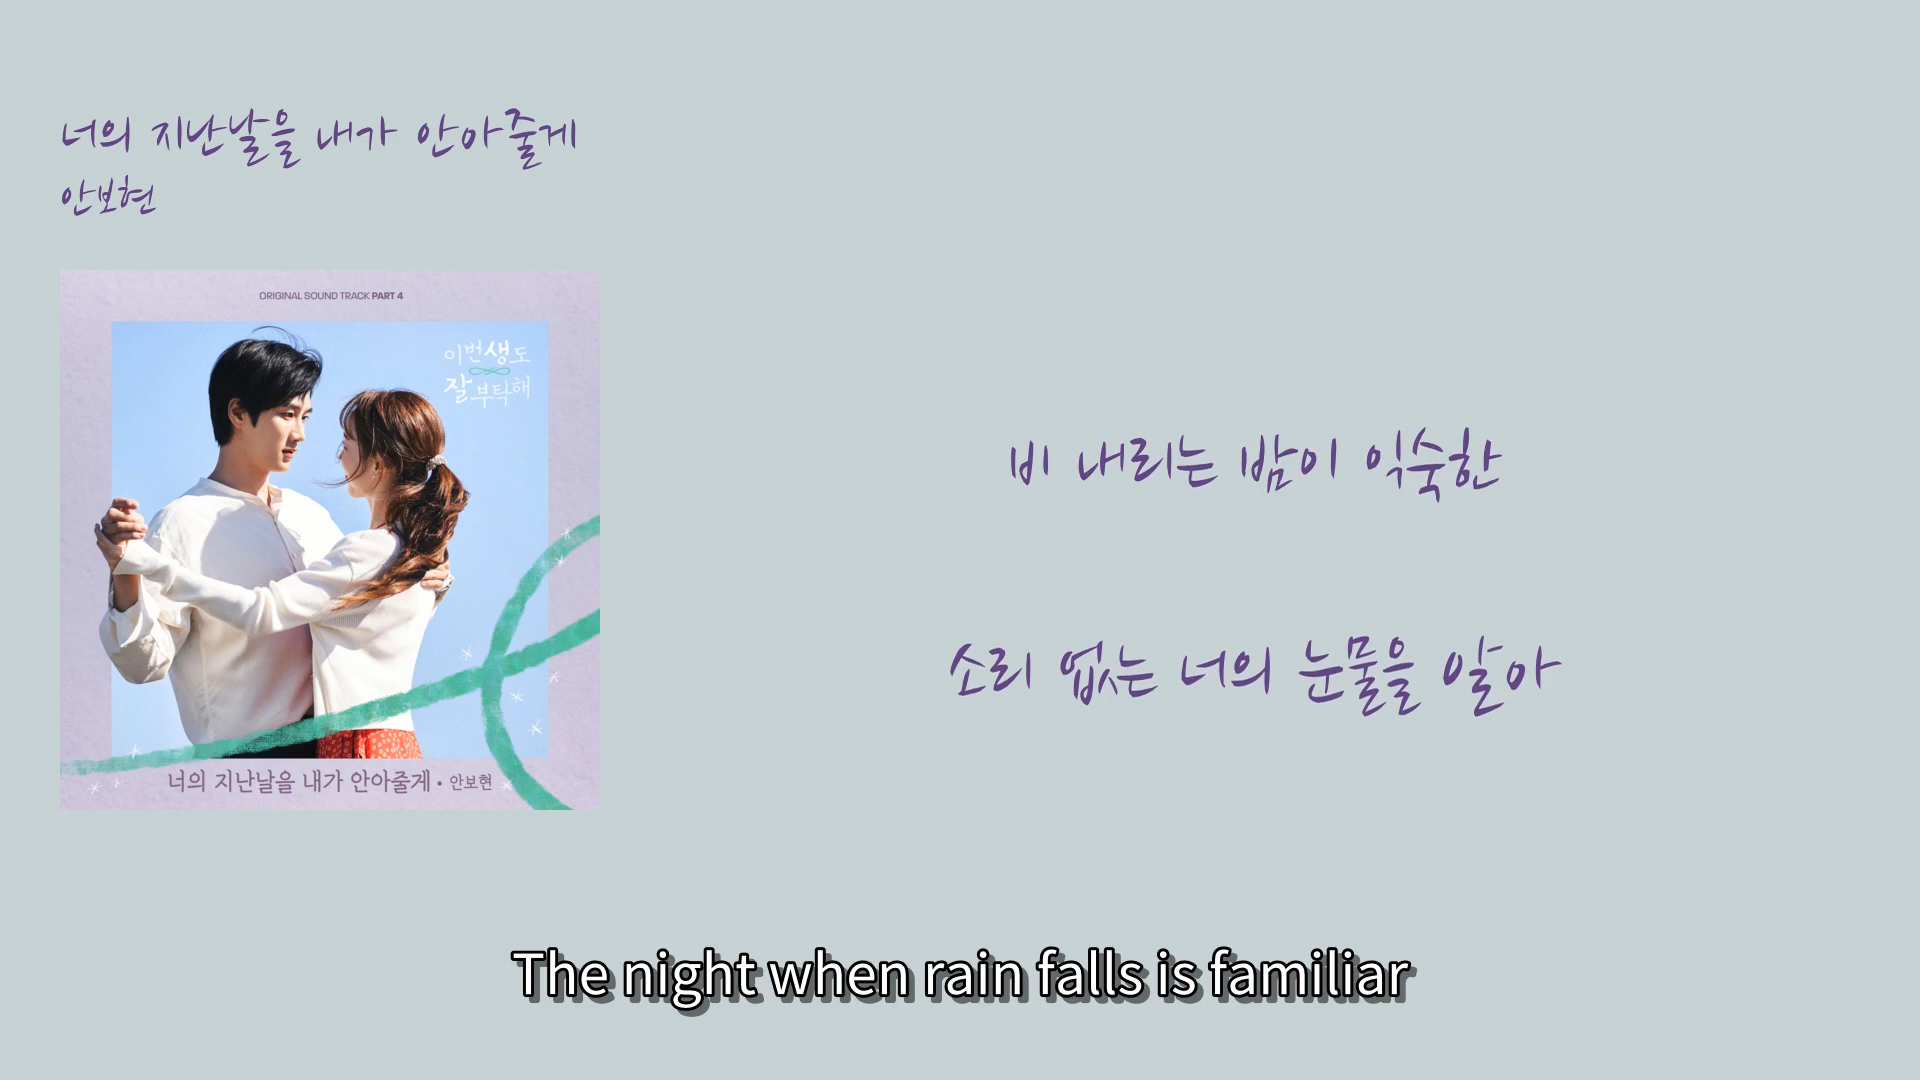 너의 지난날을 내가 안아줄게
안보현
ORIGINAL SOUND TRACK PART 4
이번생도
잘부탁해
너의 지난날을 내가 안아줄게 • 안보현
비 내리는 밤이 익숙한
소리 없는 너의 눈물을 알아
The night when rain falls is familiar